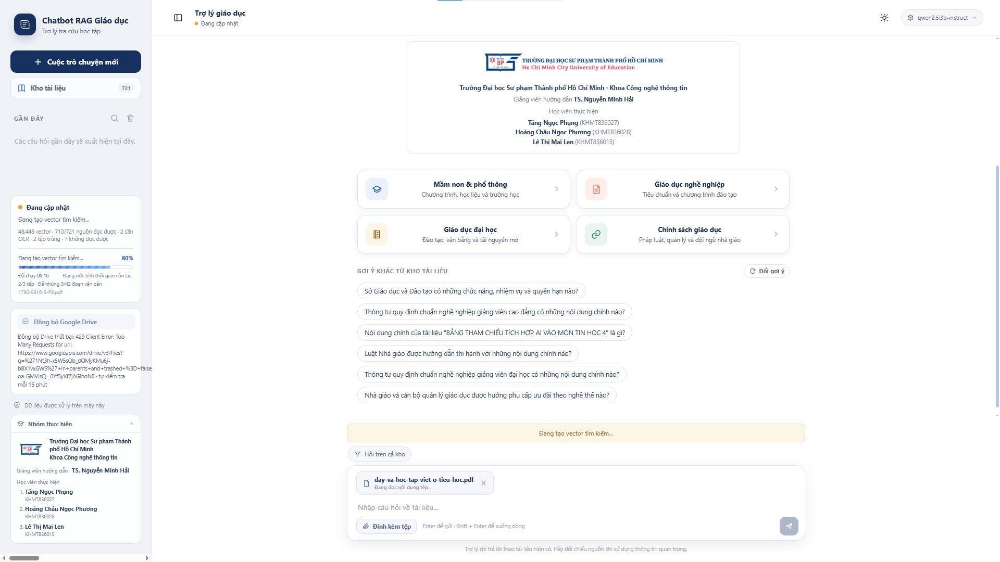 Chatbot RAG Giáo dục
Trợ lý tra cứu học tập
Cuộc trò chuyện mới
Kho tài liệu 721
GẦN ĐÂY
Các câu hỏi gần đây sẽ xuất hiện tại đây.
Đang cập nhật
Đang tạo vector tìm kiếm...
48.448 vector · 710/721 nguồn đọc được · 2 cần
OCR · 2 tệp trùng · 7 không đọc được
Đang tạo vector tìm kiếm... 80%
Đã chạy 08:16 Đang ước tính thời gian còn lại...
2/3 tệp · Đã nhúng 0/42 đoạn văn bản
1790-5916-3-PB.pdf
Đồng bộ Google Drive
Đồng bộ Drive thất bại: 429 Client Error: Too
Many Requests for url:
https://www.googleapis.com/drive/v3/files?
q=%271Nt3h-x5W5sQb_dQMyKMu6j-
bBX1vxGWS%27+in+parents+and+trashed+%3D+false
oa-GMVlsQ-_0Yf5yXf7jAGihoN8 · tự kiểm tra
mỗi 15 phút
Dữ liệu được xử lý trên máy này
Nhóm thực hiện
SP
Trường Đại học Sư phạm Thành
phố Hồ Chí Minh
Khoa Công nghệ thông tin
Giảng viên hướng dẫn TS. Nguyễn Minh Hải
Học viên thực hiện
1. Tăng Ngọc Phụng
KHMT836027
2. Hoàng Châu Ngọc Phương
KHMT836028
3. Lê Thị Mai Len
KHMT836015
Trợ lý giáo dục
Đang cập nhật
qwen2.5:3b-instruct
ĐẠI HỌC
SP
TP. HỒ CHÍ MINH
TRƯỜNG ĐẠI HỌC SƯ PHẠM THÀNH PHỐ HỒ CHÍ MINH
Ho Chi Minh City University of Education
Trường Đại học Sư phạm Thành phố Hồ Chí Minh · Khoa Công nghệ thông tin
Giảng viên hướng dẫn TS. Nguyễn Minh Hải
Học viên thực hiện
Tăng Ngọc Phụng (KHMT836027)
Hoàng Châu Ngọc Phương (KHMT836028)
Lê Thị Mai Len (KHMT836015)
Mầm non & phổ thông
Chương trình, học liệu và trường học
Giáo dục nghề nghiệp
Tiêu chuẩn và chương trình đào tạo
Giáo dục đại học
Đào tạo, văn bằng và tài nguyên mở
Chính sách giáo dục
Pháp luật, quản lý và đội ngũ nhà giáo
GỢI Ý KHÁC TỪ KHO TÀI LIỆU
Đổi gợi ý
Sở Giáo dục và Đào tạo có những chức năng, nhiệm vụ và quyền hạn nào?
Thông tư quy định chuẩn nghề nghiệp giảng viên cao đẳng có những nội dung chính nào?
Nội dung chính của tài liệu "BẢNG THAM CHIẾU TÍCH HỢP AI VÀO MÔN TIN HỌC 4" là gì?
Luật Nhà giáo được hướng dẫn thi hành với những nội dung chính nào?
Thông tư quy định chuẩn nghề nghiệp giảng viên đại học có những nội dung chính nào?
Nhà giáo và cán bộ quản lý giáo dục được hưởng phụ cấp ưu đãi theo nghề thế nào?
Đang tạo vector tìm kiếm...
Hỏi trên cả kho
day-va-hoc-tap-viet-o-tieu-hoc.pdf
Đang đọc nội dung tệp...
Nhập câu hỏi về tài liệu...
Đính kèm tệp
Enter để gửi · Shift + Enter để xuống dòng
Trợ lý chỉ trả lời theo tài liệu hiện có. Hãy đối chiếu nguồn khi sử dụng thông tin quan trọng.